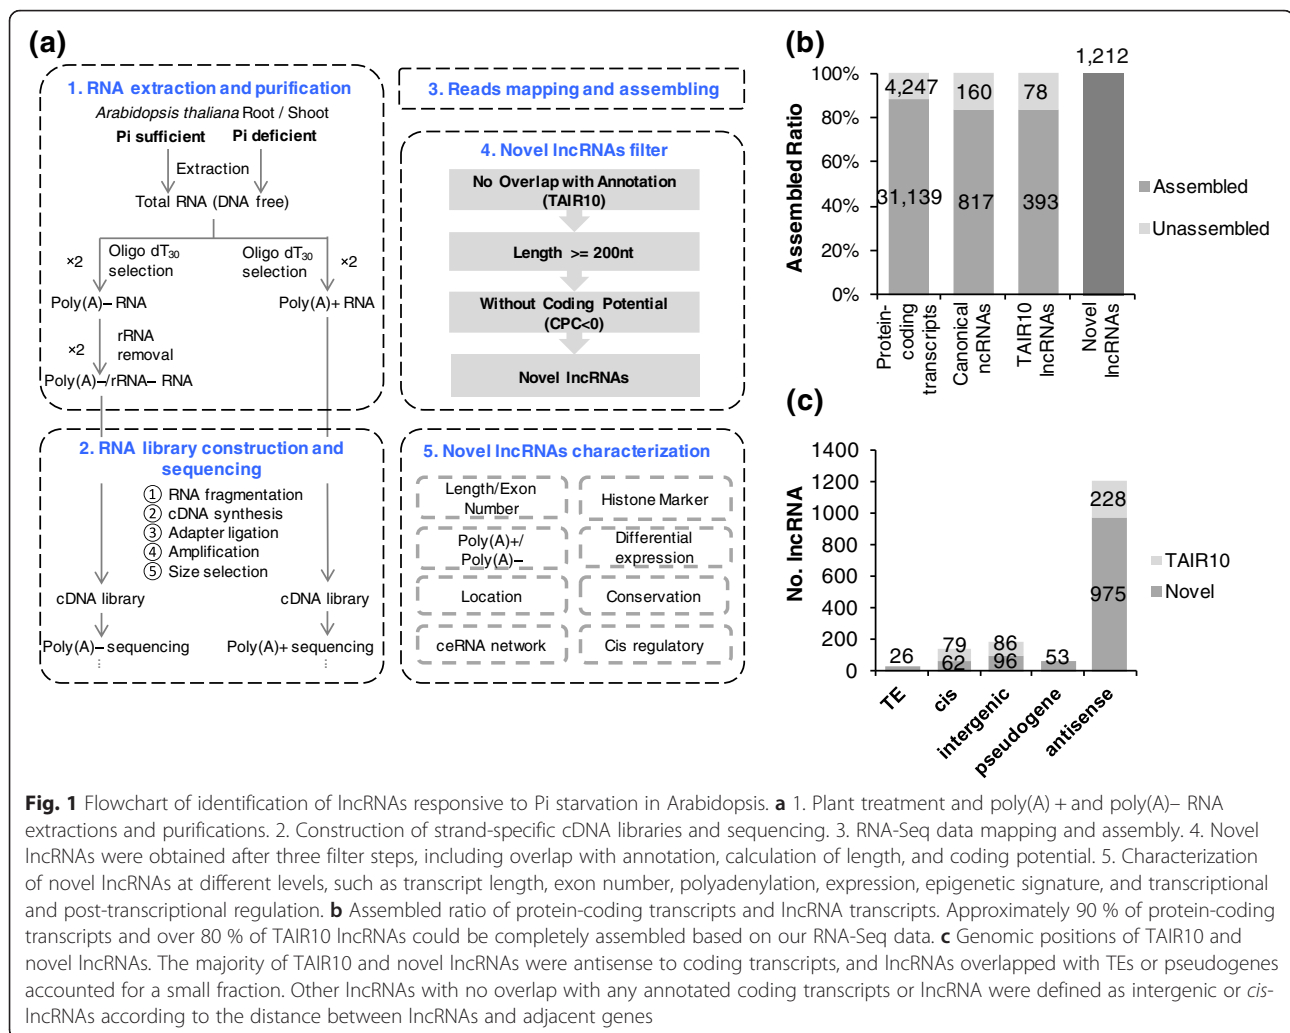 (a)
1. RNA extraction and purification
Arabidopsis thaliana Root / Shoot
Pi sufficient Pi deficient
Extraction
Total RNA (DNA free)
×2 Oligo dT30 selection Oligo dT30 selection ×2
Poly(A)− RNA Poly(A)+ RNA
×2 rRNA removal
Poly(A)−/rRNA− RNA
2. RNA library construction and
sequencing
① RNA fragmentation
② cDNA synthesis
③ Adapter ligation
④ Amplification
⑤ Size selection
cDNA library cDNA library
Poly(A)− sequencing Poly(A)+ sequencing
3. Reads mapping and assembling
4. Novel lncRNAs filter
No Overlap with Annotation
(TAIR10)
Length >= 200nt
Without Coding Potential
(CPC<0)
Novel lncRNAs
5. Novel lncRNAs characterization
Length/Exon
Number
Histone Marker
Poly(A)+/
Poly(A)−
Differential
expression
Location
Conservation
ceRNA network
Cis regulatory
(b)
1,212
100%
80%
60%
40%
20%
0%
Assembled Ratio
4,247 160 78
31,139 817 393
Assembled
Unassembled
Protein-
coding
transcripts
Canonical
ncRNAs
TAIR10
lncRNAs
Novel
lncRNAs
(c)
1400
1200
1000
800
600
400
200
0
No. lncRNA
228
975
26
79
62
86
96
53
TAIR10
Novel
TE
cis
intergenic
pseudogene
antisense
Fig. 1 Flowchart of identification of lncRNAs responsive to Pi starvation in Arabidopsis. a 1. Plant treatment and poly(A) + and poly(A)– RNA
extractions and purifications. 2. Construction of strand-specific cDNA libraries and sequencing. 3. RNA-Seq data mapping and assembly. 4. Novel
lncRNAs were obtained after three filter steps, including overlap with annotation, calculation of length, and coding potential. 5. Characterization
of novel lncRNAs at different levels, such as transcript length, exon number, polyadenylation, expression, epigenetic signature, and transcriptional
and post-transcriptional regulation. b Assembled ratio of protein-coding transcripts and lncRNA transcripts. Approximately 90 % of protein-coding
transcripts and over 80 % of TAIR10 lncRNAs could be completely assembled based on our RNA-Seq data. c Genomic positions of TAIR10 and
novel lncRNAs. The majority of TAIR10 and novel lncRNAs were antisense to coding transcripts, and lncRNAs overlapped with TEs or pseudogenes
accounted for a small fraction. Other lncRNAs with no overlap with any annotated coding transcripts or lncRNA were defined as intergenic or cis-
lncRNAs according to the distance between lncRNAs and adjacent genes